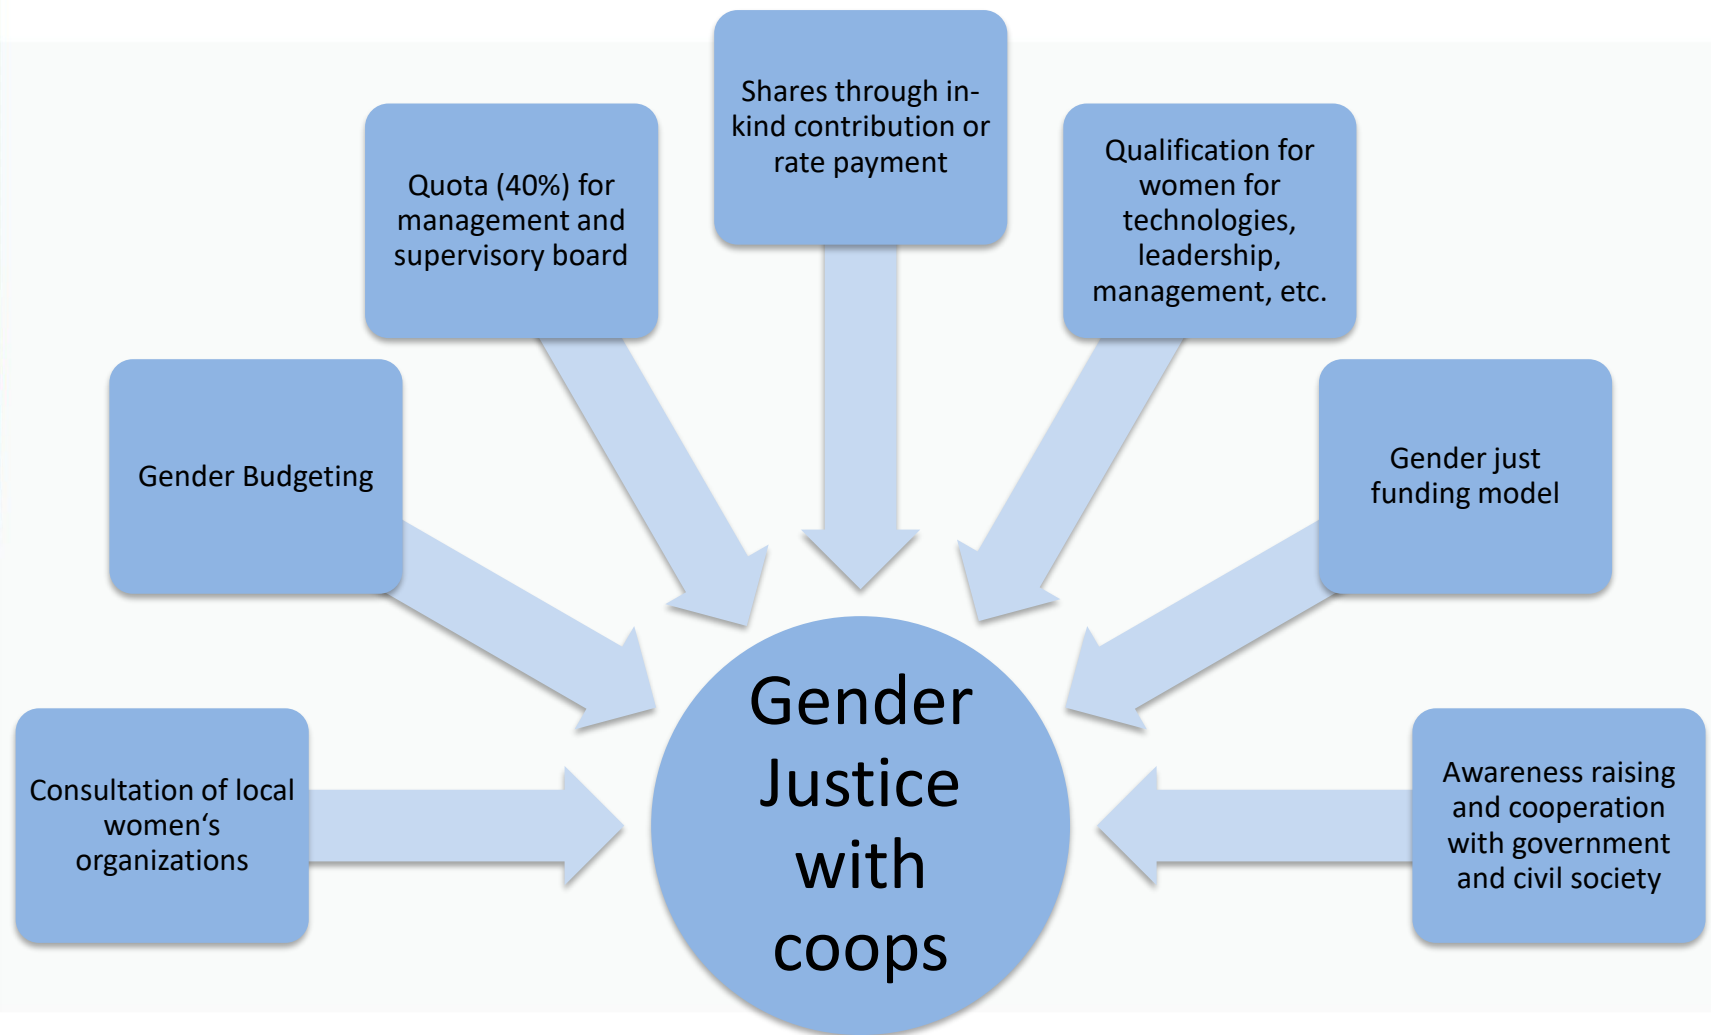 Shares through in-
kind contribution or
rate payment
Quota (40%) for
management and
supervisory board
Qualification for
women for
technologies,
leadership,
management, etc.
Gender Budgeting
Gender just
funding model
Consultation of local
women‘s
organizations
Gender
Justice
with
coops
Awareness raising
and cooperation
with government
and civil society